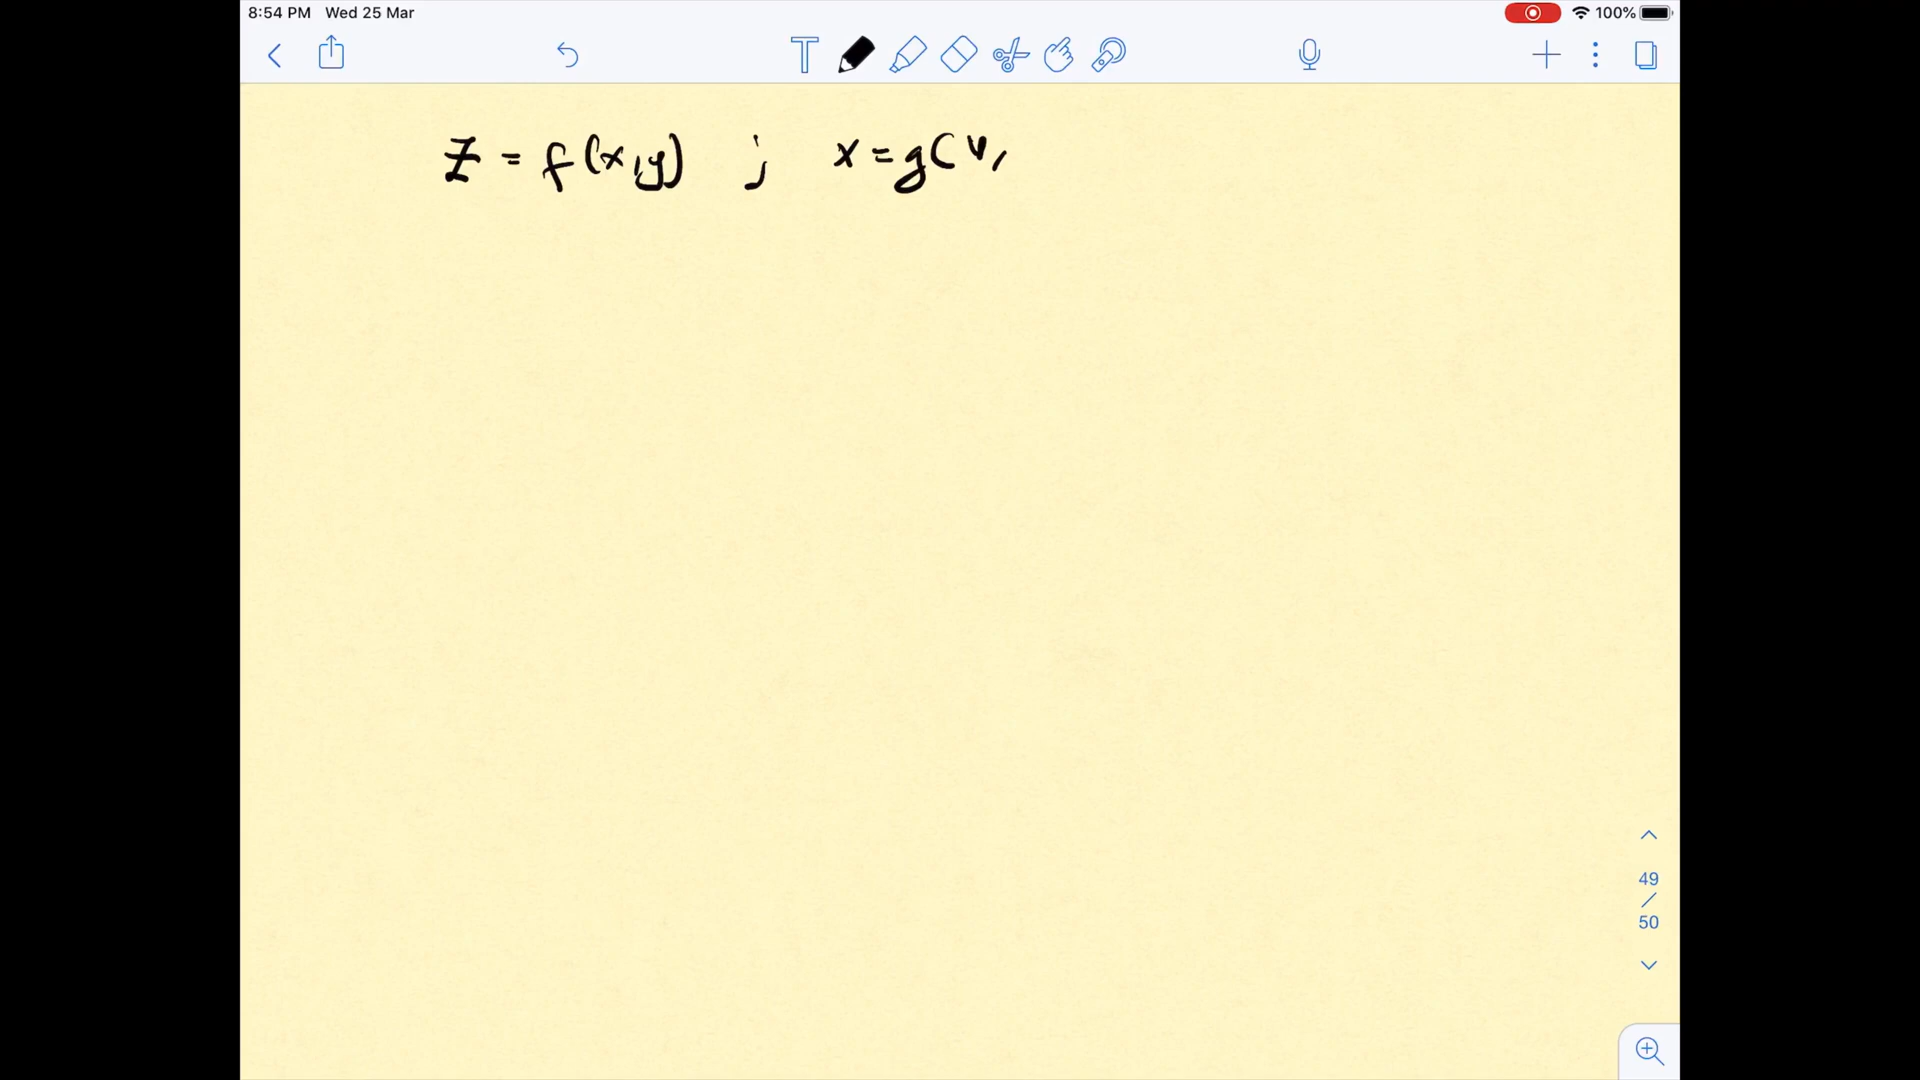 8:54 PM Wed 25 Mar 100%
T
z = f(x,y) ; x = g(u,
49
/
50